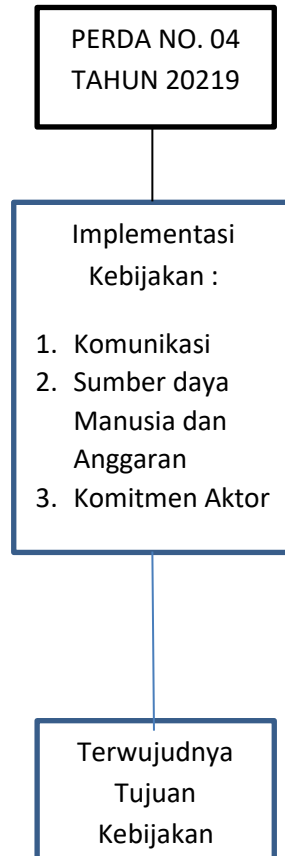 PERDA NO. 04
TAHUN 20219
Implementasi
Kebijakan :
1. Komunikasi
2. Sumber daya
Manusia dan
Anggaran
3. Komitmen Aktor
Terwujudnya
Tujuan
Kebijakan